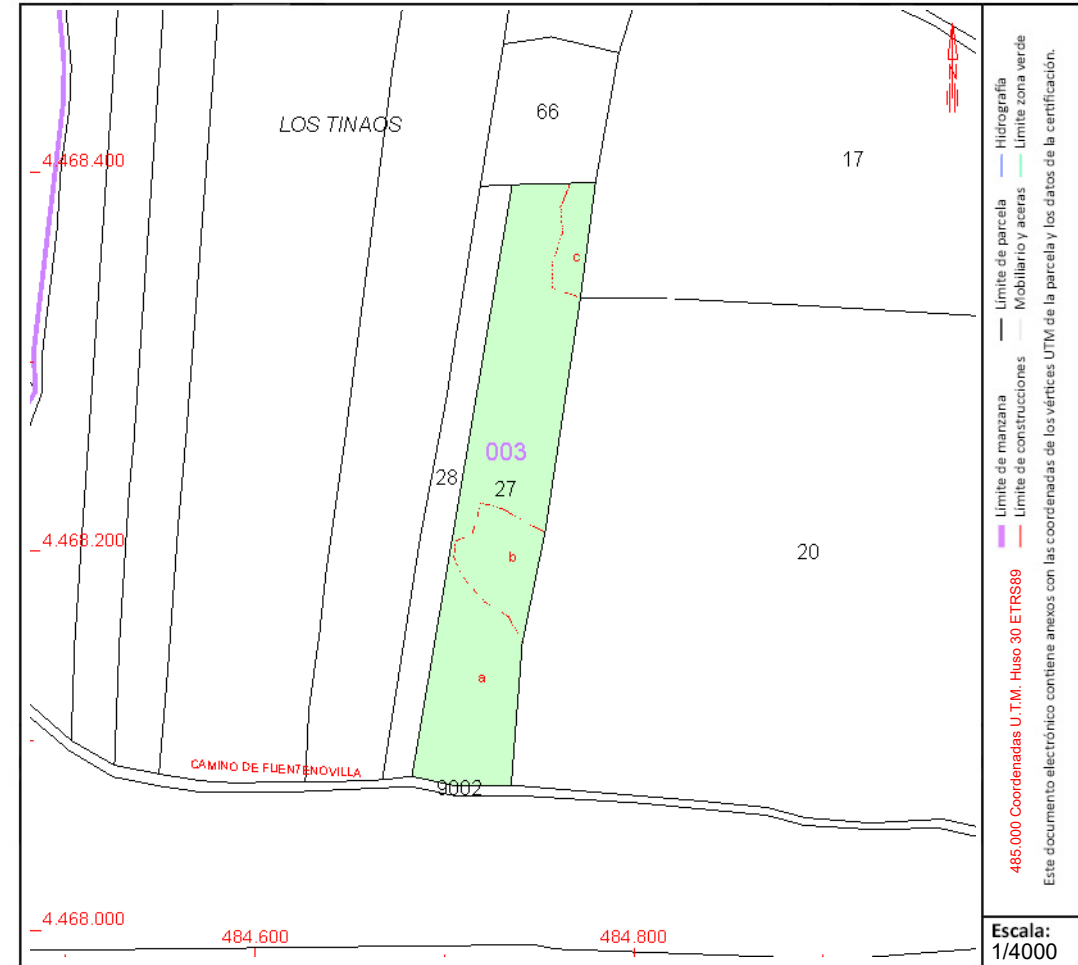 LOS TINAOS
66
17
4.468.400
c
003
28
27
4.468.200
b
20
a
CAMINO DE FUENTENOVILLA
9002
4.468.000
484.600
484.800
N
Límite de manzana
Límite de parcela
Hidrografía
485.000 Coordenadas U.T.M. Huso 30 ETRS89
Límite de construcciones
Mobiliario y aceras
Límite zona verde
Este documento electrónico contiene anexos con las coordenadas de los vértices UTM de la parcela y los datos de la certificación.
Escala:
1/4000